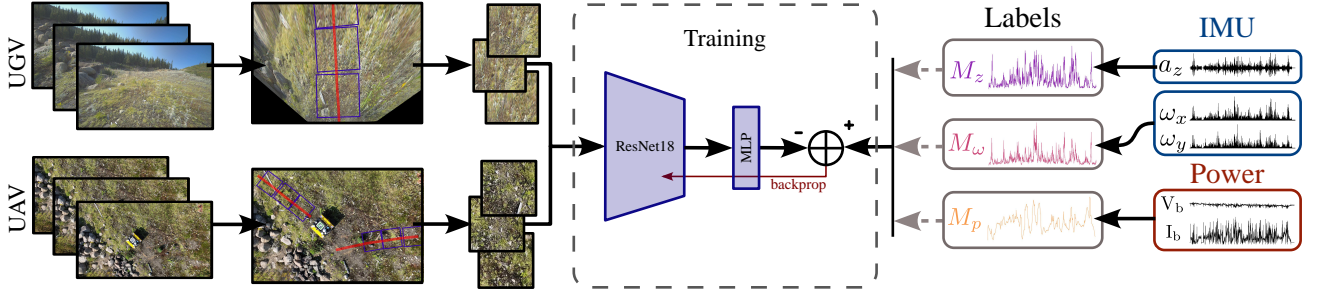 UGV
UAV
Training
ResNet18
MLP
-
+
backprop
Labels
M_z
M_ω
M_p
IMU
a_z
ω_x
ω_y
Power
V_b
I_b